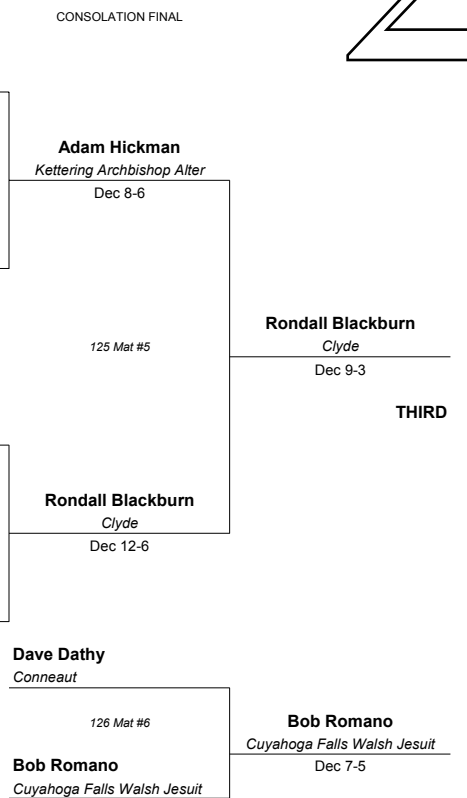 CONSOLATION FINAL
Adam Hickman
Kettering Archbishop Alter
Dec 8-6
125 Mat #5
Rondall Blackburn
Clyde
Dec 9-3
THIRD
Rondall Blackburn
Clyde
Dec 12-6
Dave Dathy
Conneaut
126 Mat #6
Bob Romano
Cuyahoga Falls Walsh Jesuit
Dec 7-5
Bob Romano
Cuyahoga Falls Walsh Jesuit